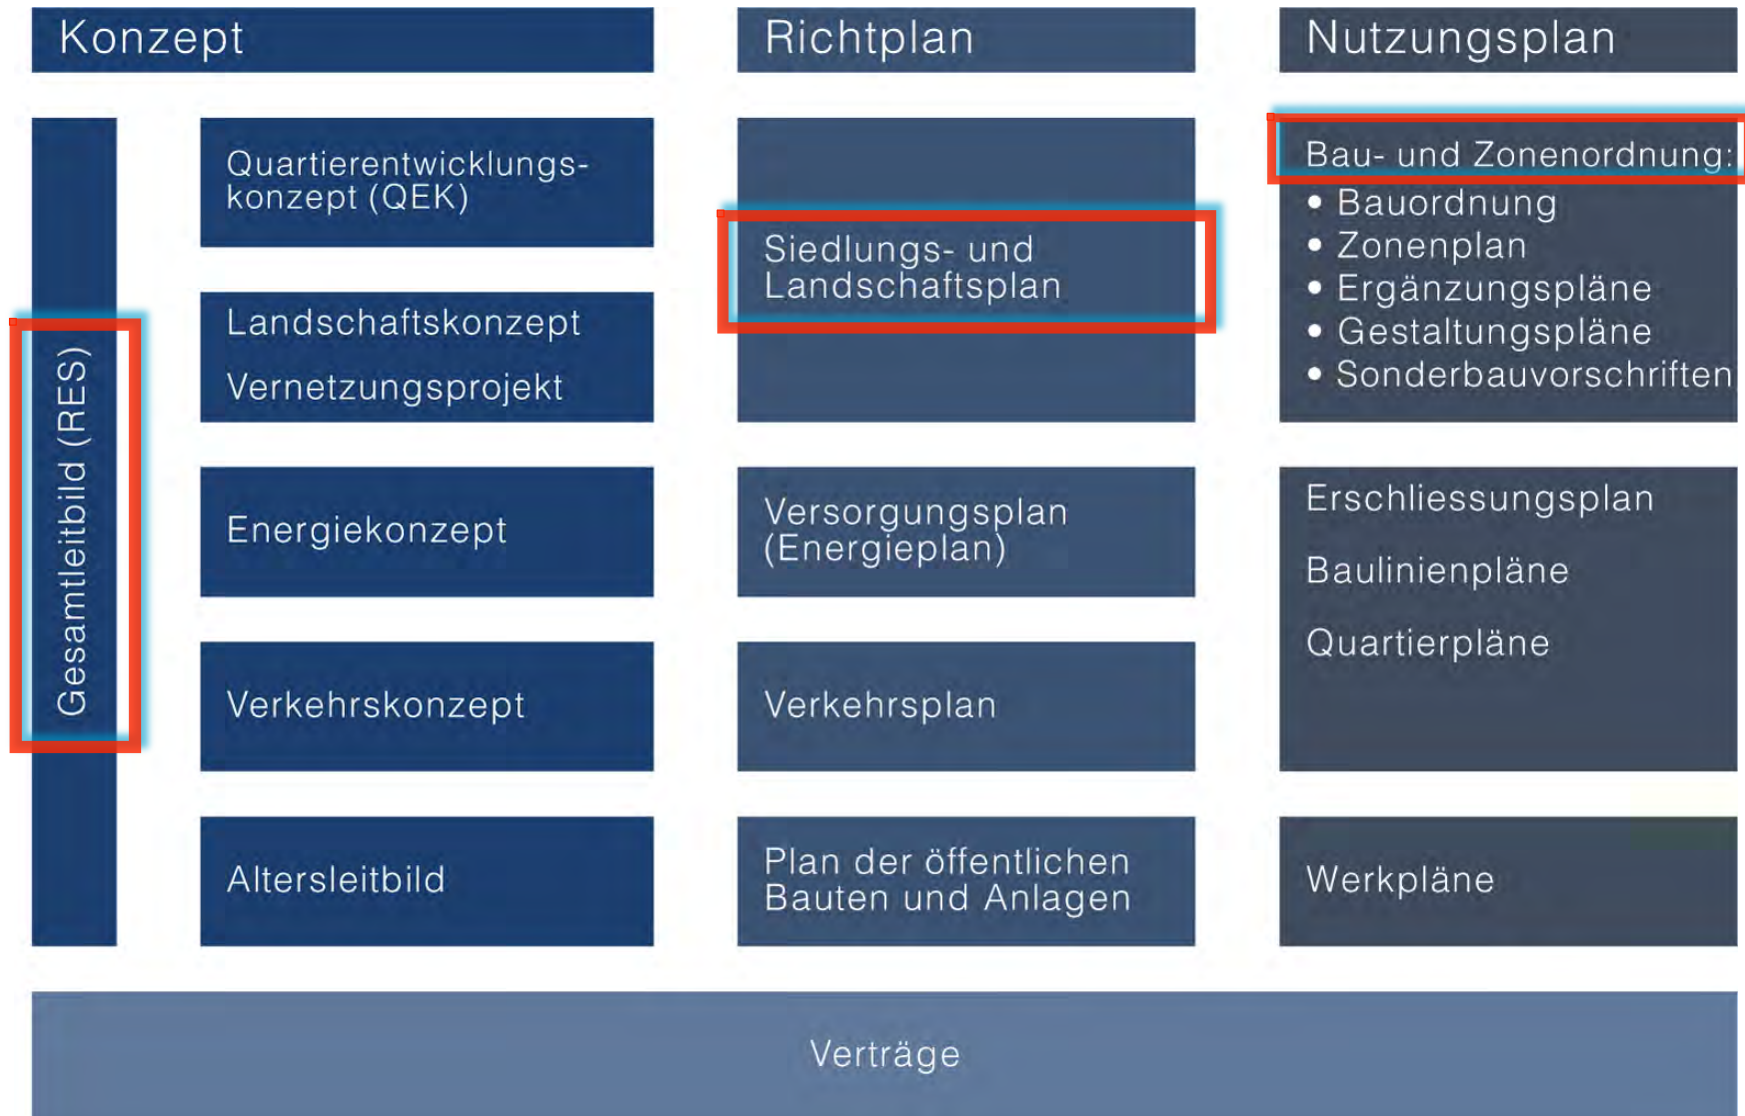 Konzept
Richtplan
Nutzungsplan
Gesamtleitbild (RES)
Quartierentwicklungs-
konzept (QEK)
Landschaftskonzept
Vernetzungsprojekt
Energiekonzept
Verkehrskonzept
Altersleitbild
Siedlungs- und
Landschaftsplan
Versorgungsplan
(Energieplan)
Verkehrsplan
Plan der öffentlichen
Bauten und Anlagen
Bau- und Zonenordnung:
• Bauordnung
• Zonenplan
• Ergänzungspläne
• Gestaltungspläne
• Sonderbauvorschriften
Erschliessungsplan
Baulinienpläne
Quartierpläne
Werkpläne
Verträge